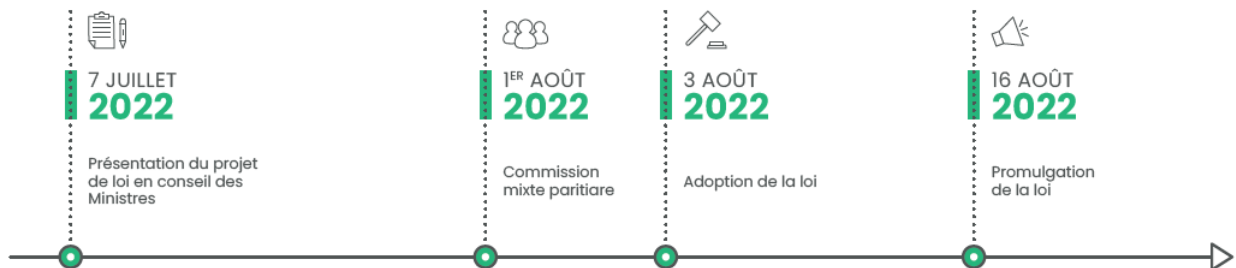 7 JUILLET
2022
Présentation du projet
de loi en conseil des
Ministres
1ER AOÛT
2022
Commission
mixte paritiare
3 AOÛT
2022
Adoption de la loi
16 AOÛT
2022
Promulgation
de la loi